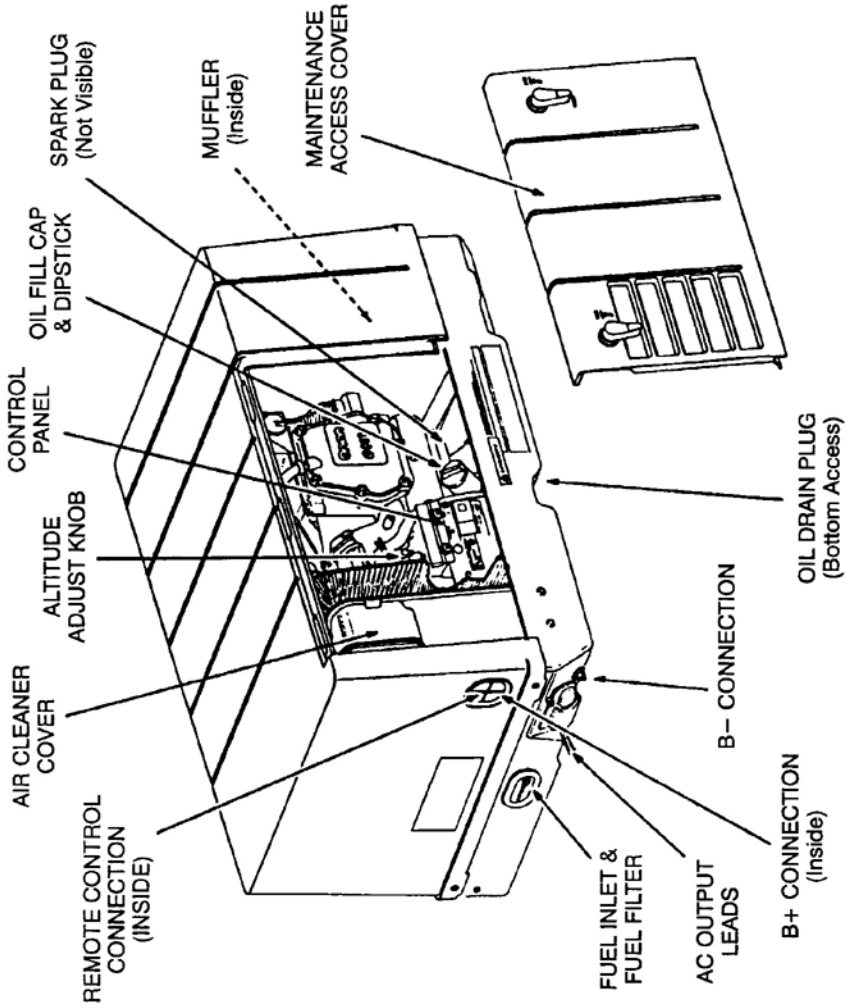 REMOTE CONTROL
CONNECTION
(INSIDE)
AIR CLEANER
COVER
ALTITUDE
ADJUST KNOB
CONTROL
PANEL
OIL FILL CAP
& DIPSTICK
SPARK PLUG
(Not Visible)
MUFFLER
(Inside)
MAINTENANCE
ACCESS COVER
FUEL INLET &
FUEL FILTER
AC OUTPUT
LEADS
B+ CONNECTION
(Inside)
B− CONNECTION
OIL DRAIN PLUG
(Bottom Access)